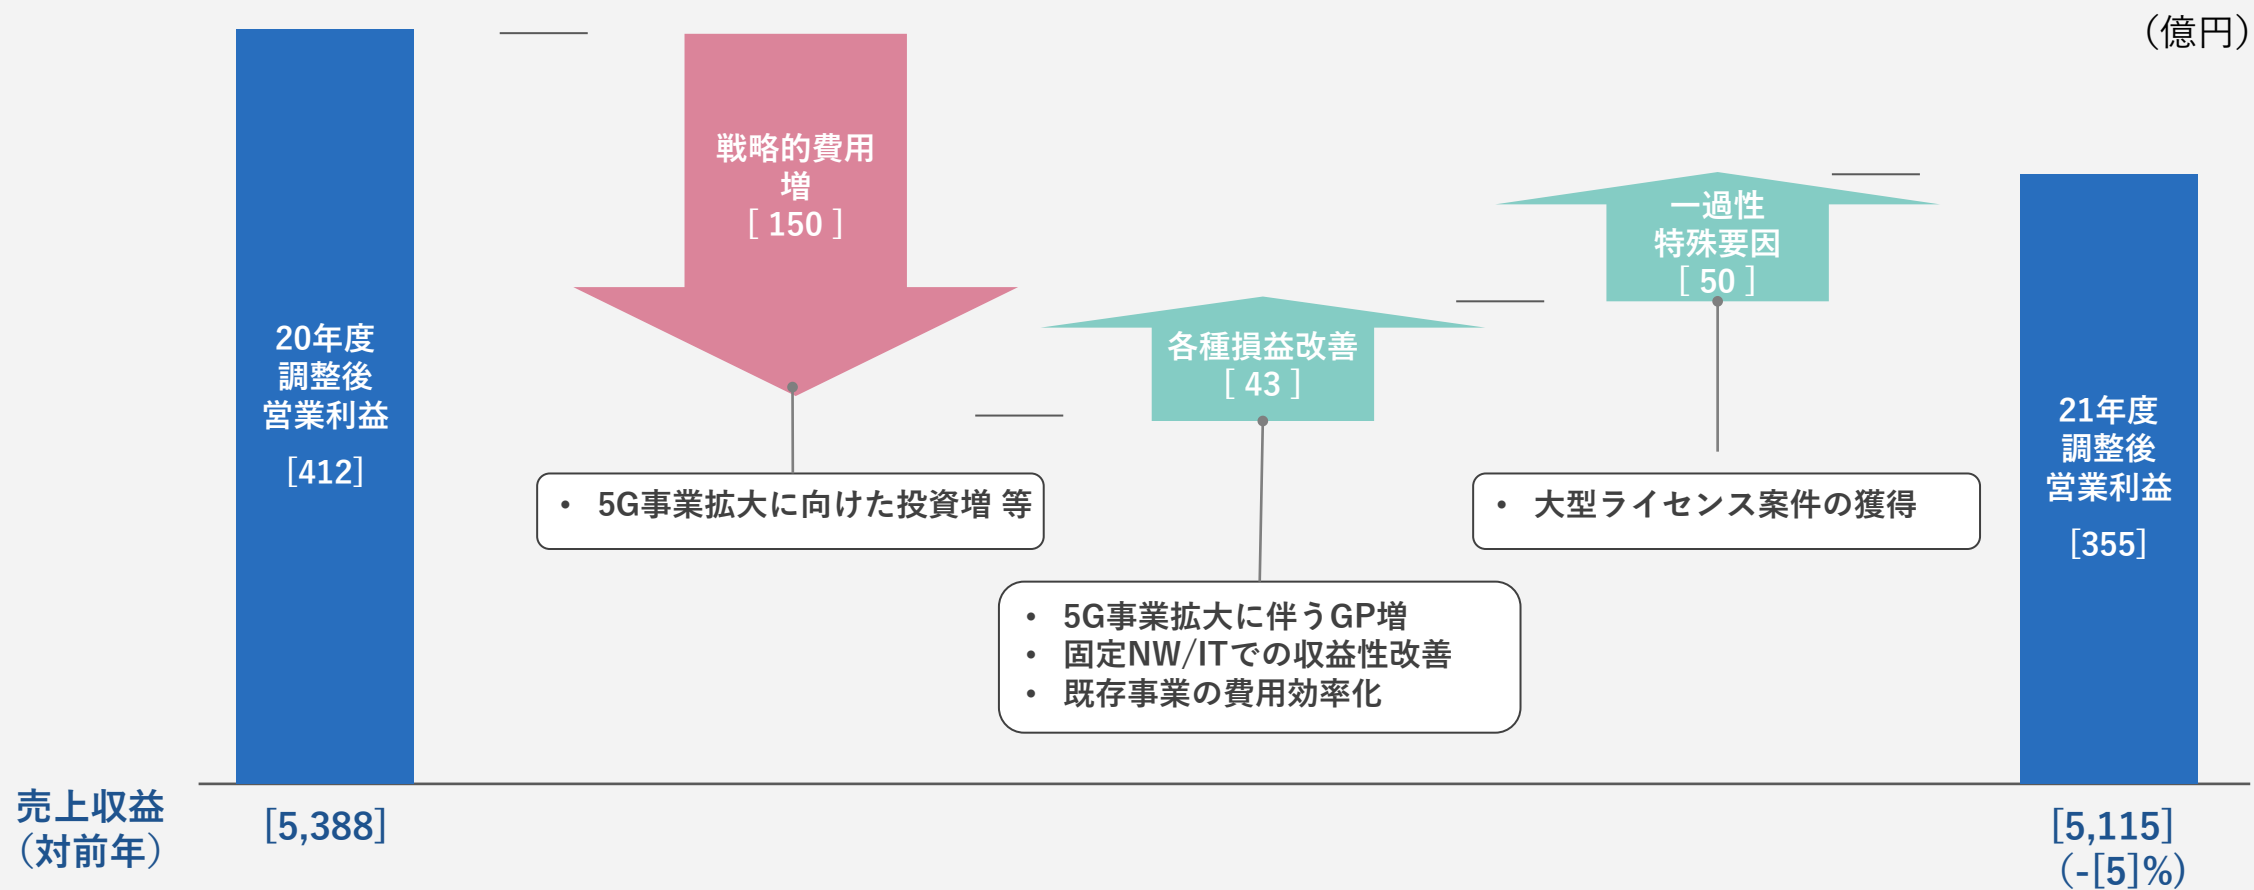 （億円）
20年度
調整後
営業利益
[412]
戦略的費用
増
[ 150 ]
• 5G事業拡大に向けた投資増 等
各種損益改善
[ 43 ]
• 5G事業拡大に伴うGP増
• 固定NW/ITでの収益性改善
• 既存事業の費用効率化
一過性
特殊要因
[ 50 ]
• 大型ライセンス案件の獲得
21年度
調整後
営業利益
[355]
売上収益
（対前年）
[5,388]
[5,115]
（-[5]%）